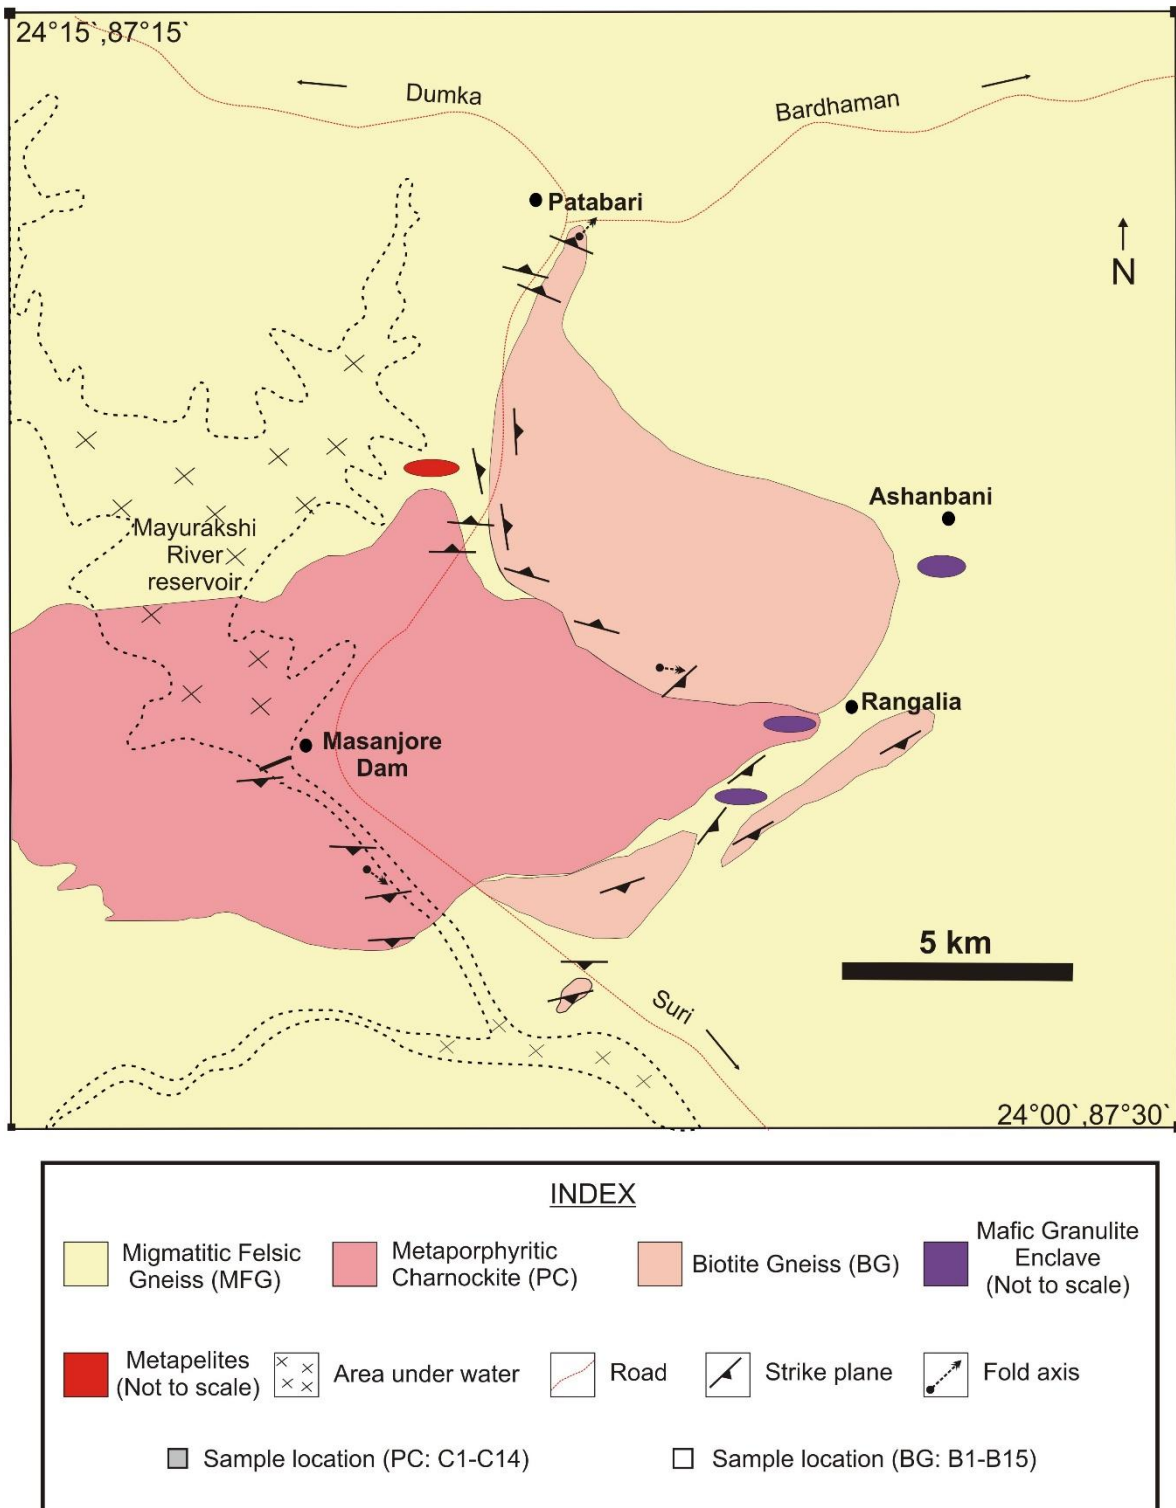 24°15`,87°15`
Dumka
Bardhaman
Patabari
N
Ashanbani
Mayurakshi
River
reservoir
Rangalia
Masanjore
Dam
5 km
Suri
24°00`,87°30`
INDEX
Migmatitic Felsic
Gneiss (MFG)
Metaporphyritic
Charnockite (PC)
Biotite Gneiss (BG)
Mafic Granulite
Enclave
(Not to scale)
Metapelites
(Not to scale)
Area under water
Road
Strike plane
Fold axis
Sample location (PC: C1-C14)
Sample location (BG: B1-B15)